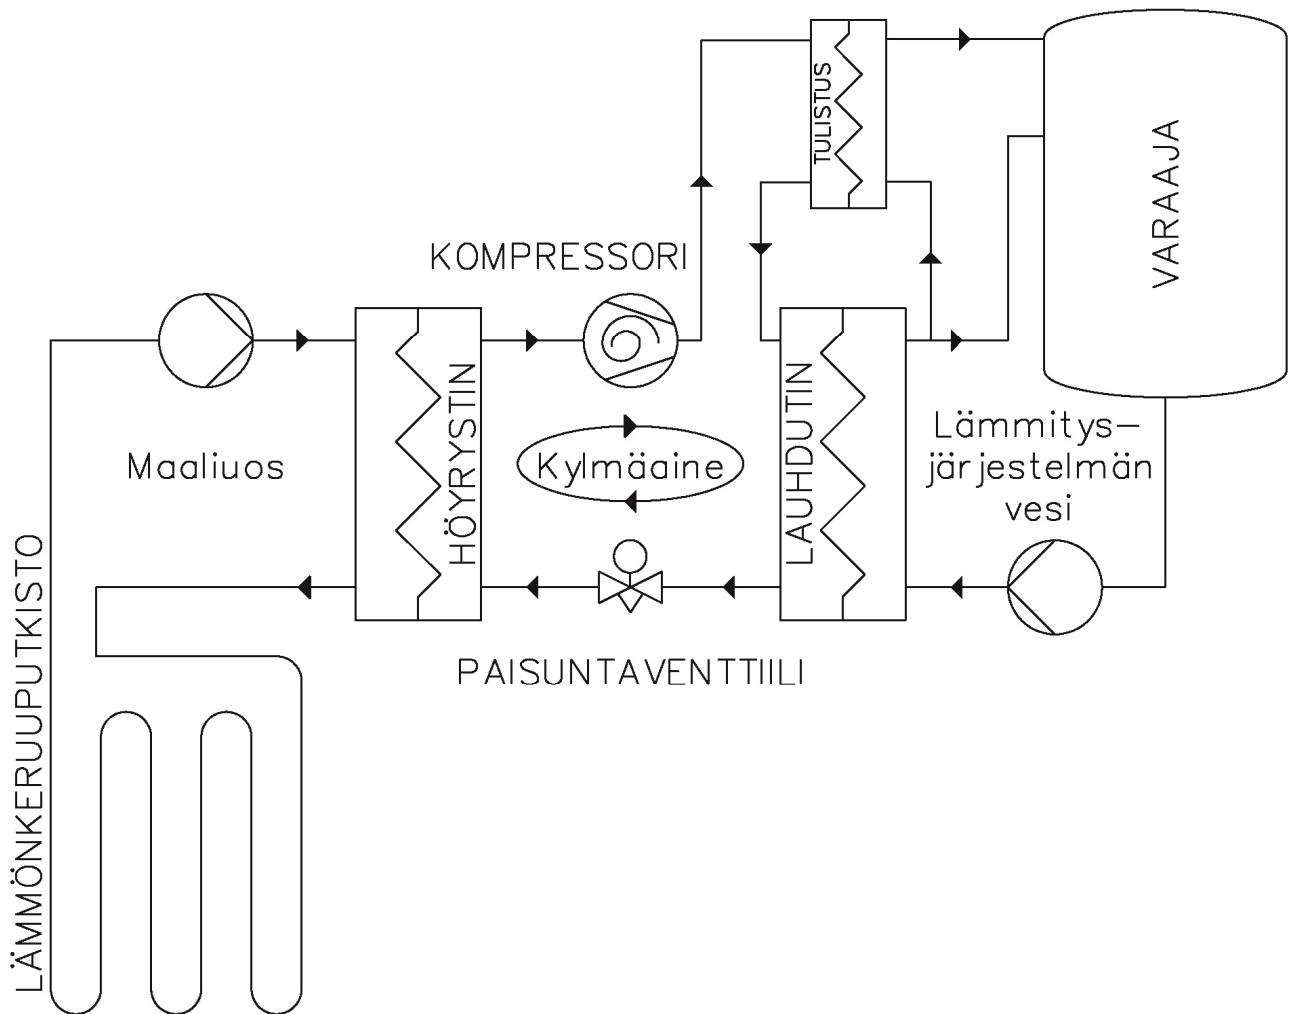 TULISTUS
VARAAJA
KOMPRESSORI
HÖYRYSTIN
LAUHDUTIN
Maaliuos
Kylmäaine
Lämmitys-
järjestelmän
vesi
LÄMMÖNKERUUPUTKISTO
PAISUNTAVENTTIILI